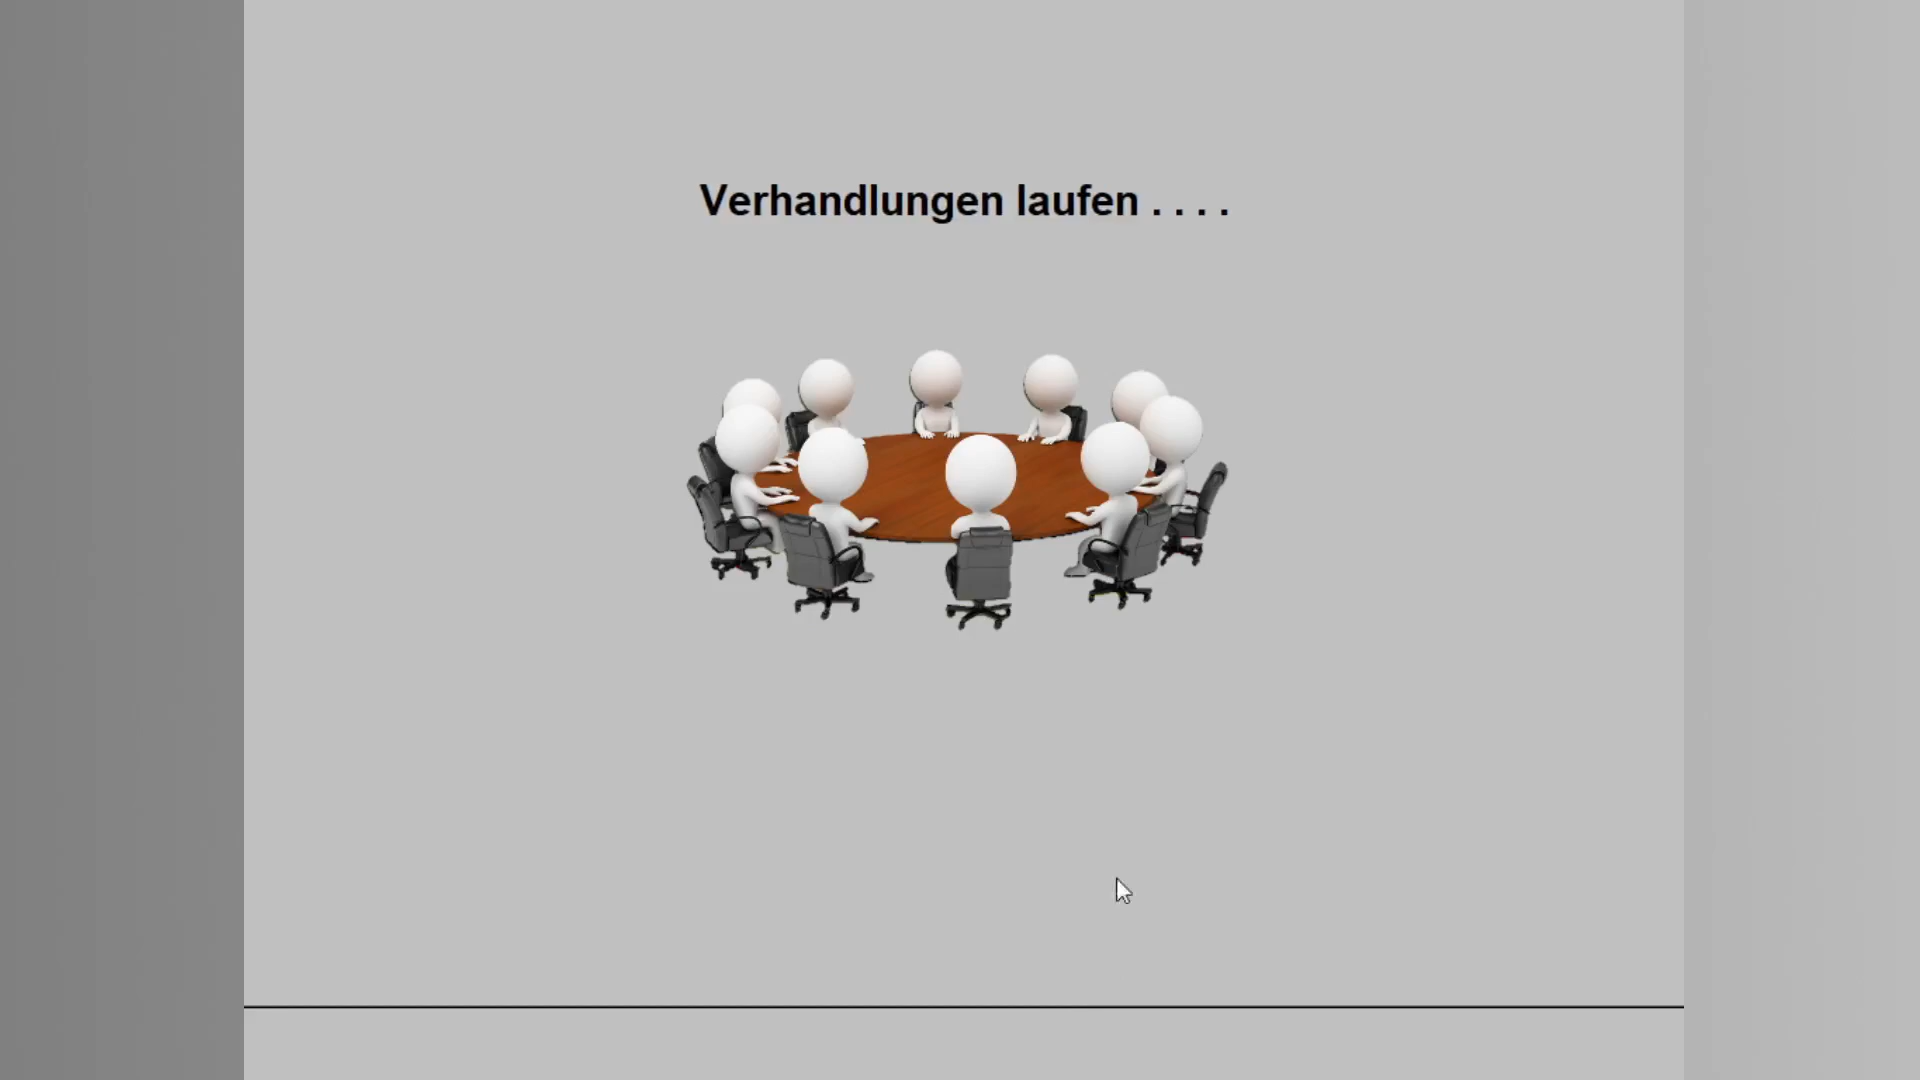 Verhandlungen laufen . . . .